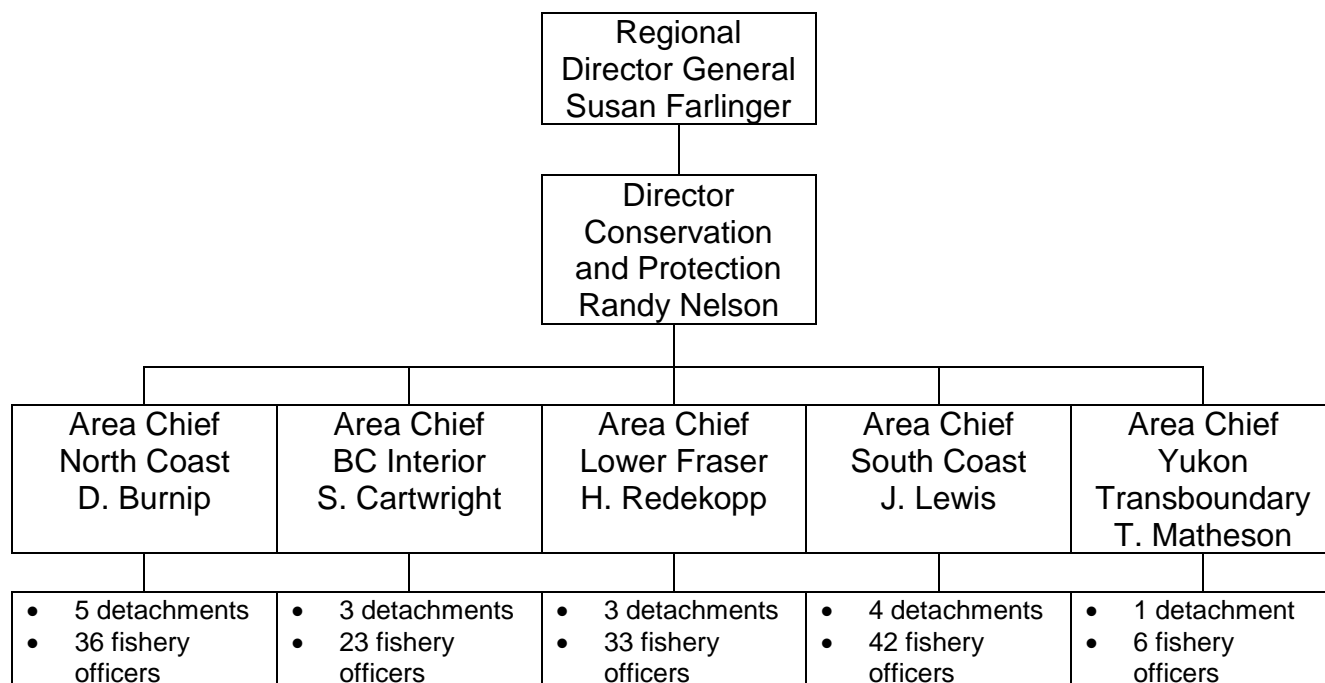 Regional
Director General
Susan Farlinger
Director
Conservation
and Protection
Randy Nelson
Area Chief
North Coast
D. Burnip
Area Chief
BC Interior
S. Cartwright
Area Chief
Lower Fraser
H. Redekopp
Area Chief
South Coast
J. Lewis
Area Chief
Yukon
Transboundary
T. Matheson
• 5 detachments
• 36 fishery
officers
• 3 detachments
• 23 fishery
officers
• 3 detachments
• 33 fishery
officers
• 4 detachments
• 42 fishery
officers
• 1 detachment
• 6 fishery
officers